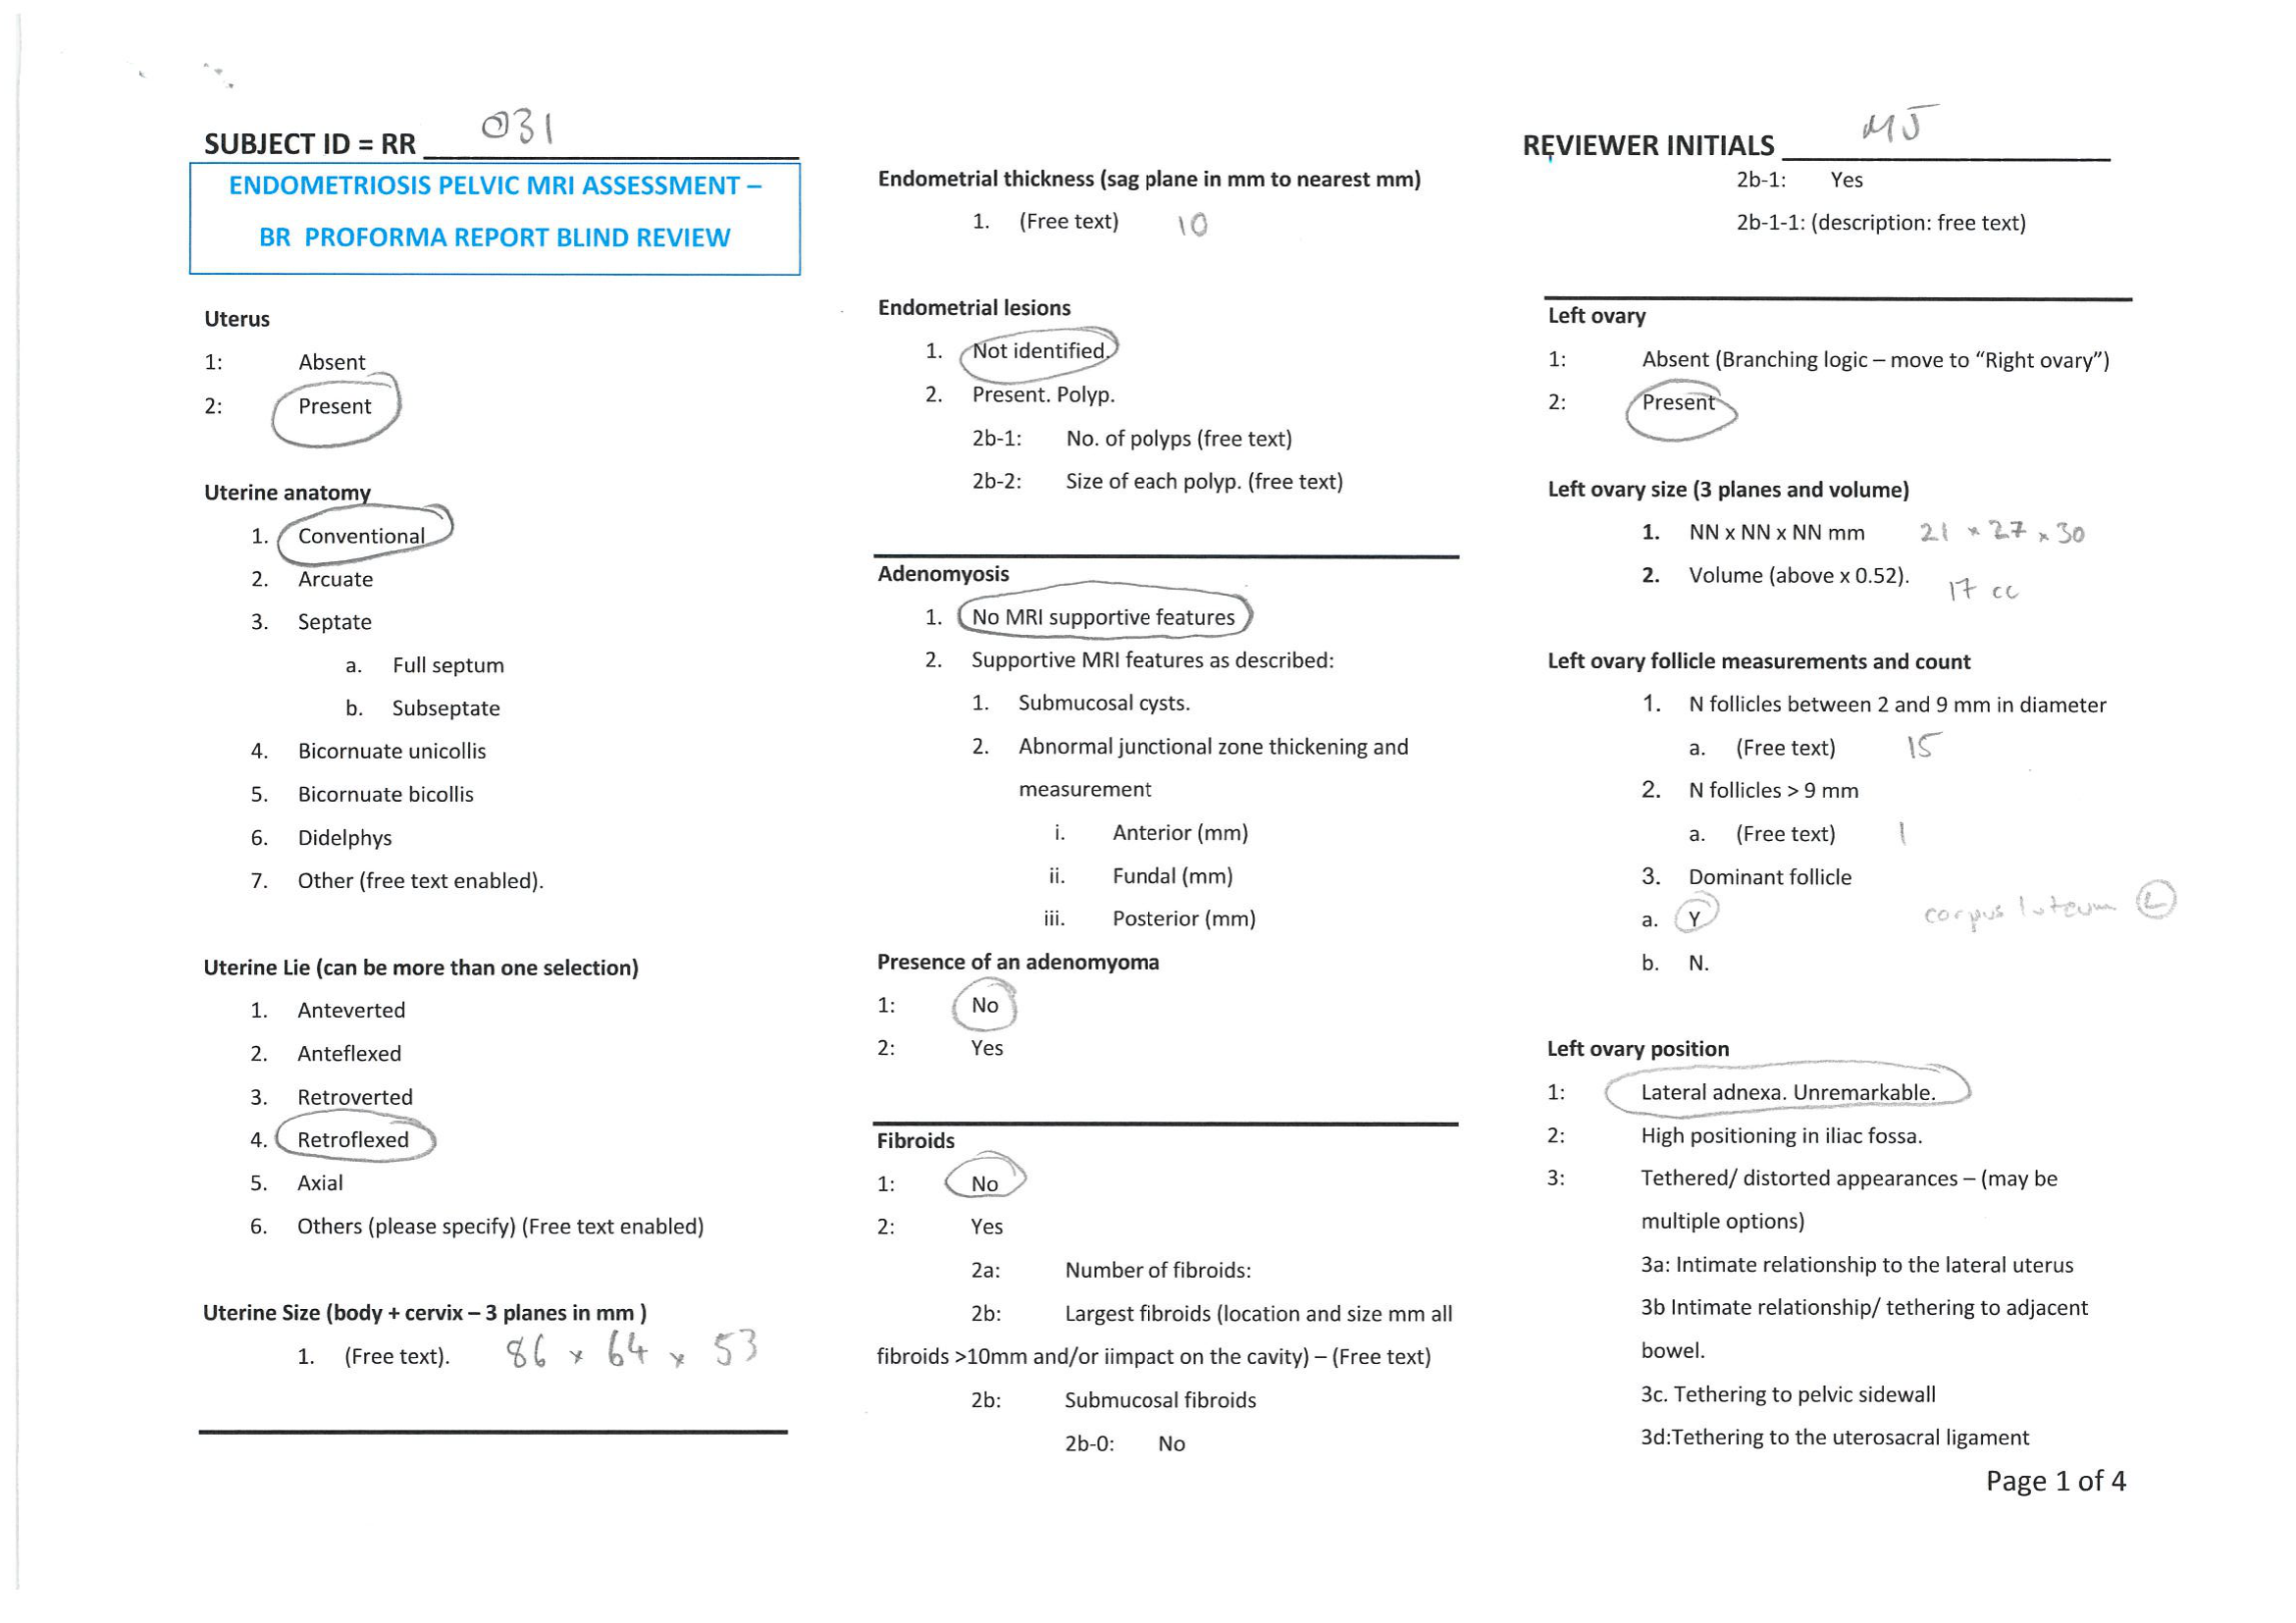 SUBJECT ID = RR 031
ENDOMETRIOSIS PELVIC MRI ASSESSMENT –
BR PROFORMA REPORT BLIND REVIEW
Uterus
1: Absent
2: Present
Uterine anatomy
1. Conventional
2. Arcuate
3. Septate
a. Full septum
b. Subseptate
4. Bicornuate unicollis
5. Bicornuate bicollis
6. Didelphys
7. Other (free text enabled).
Uterine Lie (can be more than one selection)
1. Anteverted
2. Anteflexed
3. Retroverted
4. Retroflexed
5. Axial
6. Others (please specify) (Free text enabled)
Uterine Size (body + cervix – 3 planes in mm )
1. (Free text). 86 x 64 x 53
Endometrial thickness (sag plane in mm to nearest mm)
1. (Free text) 10
Endometrial lesions
1. Not identified.
2. Present. Polyp.
2b-1: No. of polyps (free text)
2b-2: Size of each polyp. (free text)
Adenomyosis
1. No MRI supportive features
2. Supportive MRI features as described:
1. Submucosal cysts.
2. Abnormal junctional zone thickening and
measurement
i. Anterior (mm)
ii. Fundal (mm)
iii. Posterior (mm)
Presence of an adenomyoma
1: No
2: Yes
Fibroids
1: No
2: Yes
2a: Number of fibroids:
2b: Largest fibroids (location and size mm all
fibroids >10mm and/or iimpact on the cavity) – (Free text)
2b: Submucosal fibroids
2b-0: No
REVIEWER INITIALS MJ
2b-1: Yes
2b-1-1: (description: free text)
Left ovary
1: Absent (Branching logic – move to “Right ovary”)
2: Present
Left ovary size (3 planes and volume)
1. NN x NN x NN mm 21 x 27 x 30
2. Volume (above x 0.52). 17 cc
Left ovary follicle measurements and count
1. N follicles between 2 and 9 mm in diameter
a. (Free text) 15
2. N follicles > 9 mm
a. (Free text) 1
3. Dominant follicle
a. Y corpus luteum L
b. N.
Left ovary position
1: Lateral adnexa. Unremarkable.
2: High positioning in iliac fossa.
3: Tethered/ distorted appearances – (may be
multiple options)
3a: Intimate relationship to the lateral uterus
3b Intimate relationship/ tethering to adjacent
bowel.
3c. Tethering to pelvic sidewall
3d:Tethering to the uterosacral ligament
Page 1 of 4